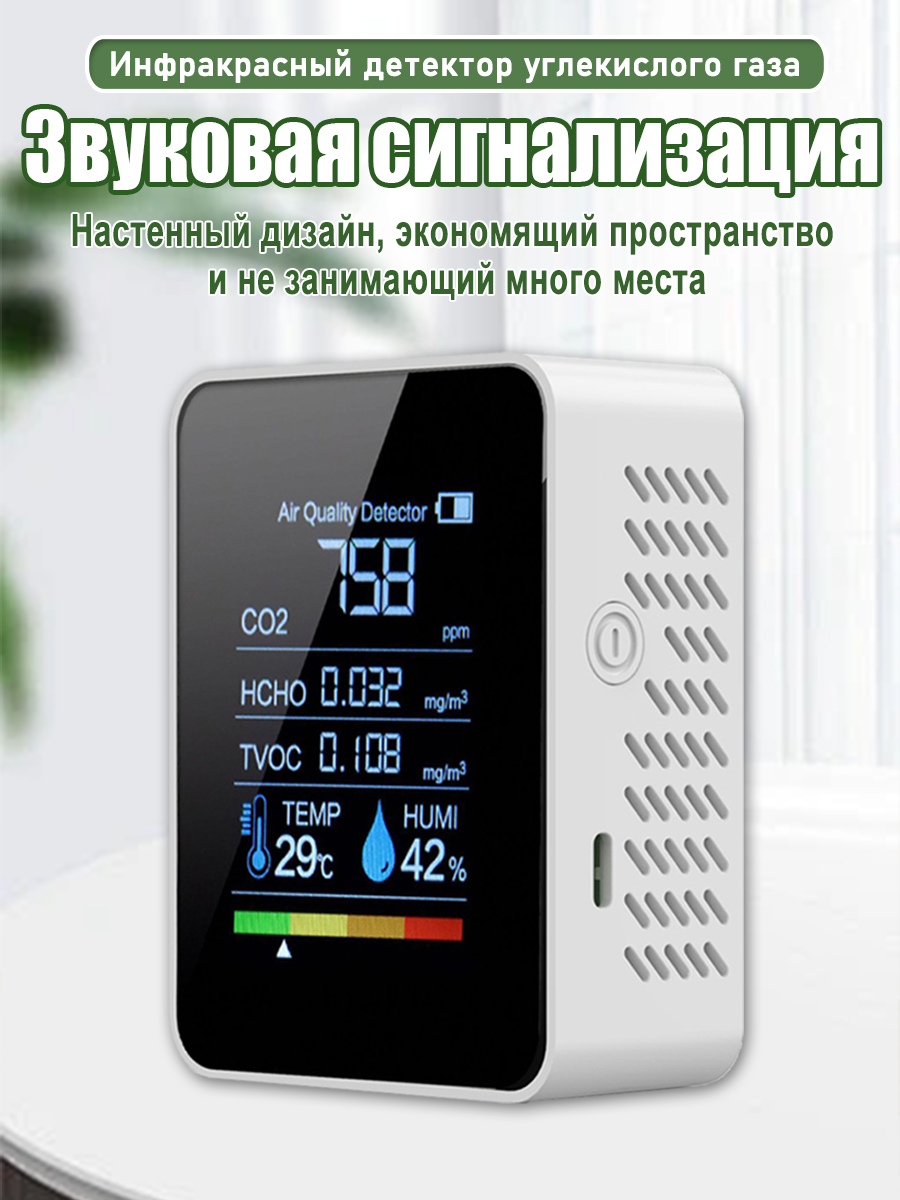 Инфракрасный детектор углекислого газа
Звуковая сигнализация
Настенный дизайн, экономящий пространство
и не занимающий много места
Air Quality Detector
758
CO2
ppm
HCHO 0.032 mg/m³
TVOC 0.108 mg/m³
TEMP HUMI
29℃ 42%